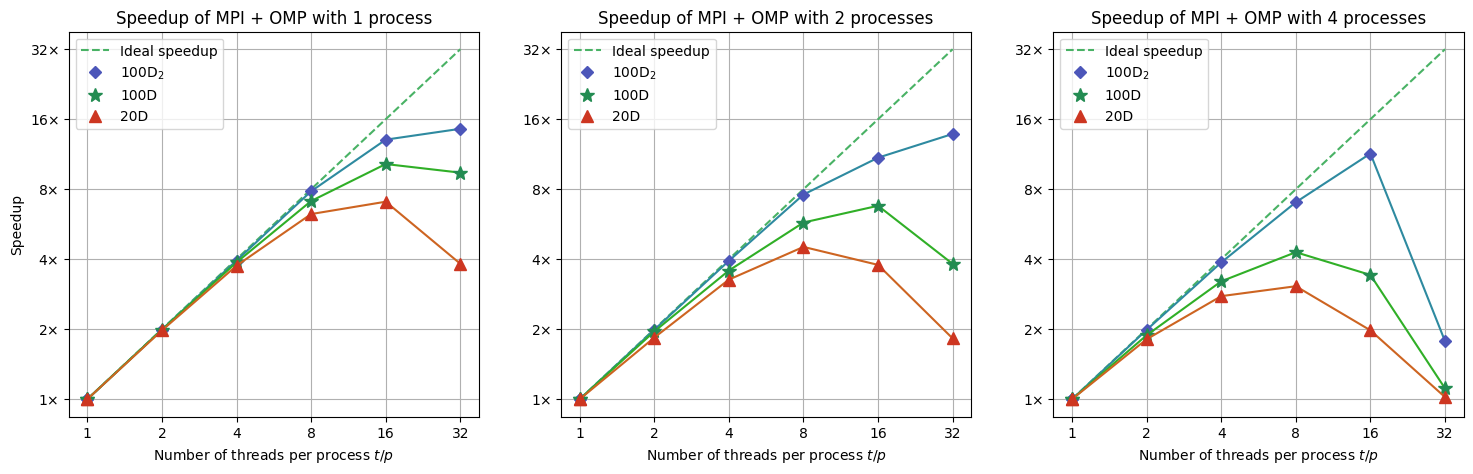 Speedup of MPI + OMP with 1 process
Speedup
32×
16×
8×
4×
2×
1×
Ideal speedup
100D₂
100D
20D
1 2 4 8 16 32
Number of threads per process t/p
Speedup of MPI + OMP with 2 processes
32×
16×
8×
4×
2×
1×
Ideal speedup
100D₂
100D
20D
1 2 4 8 16 32
Number of threads per process t/p
Speedup of MPI + OMP with 4 processes
32×
16×
8×
4×
2×
1×
Ideal speedup
100D₂
100D
20D
1 2 4 8 16 32
Number of threads per process t/p